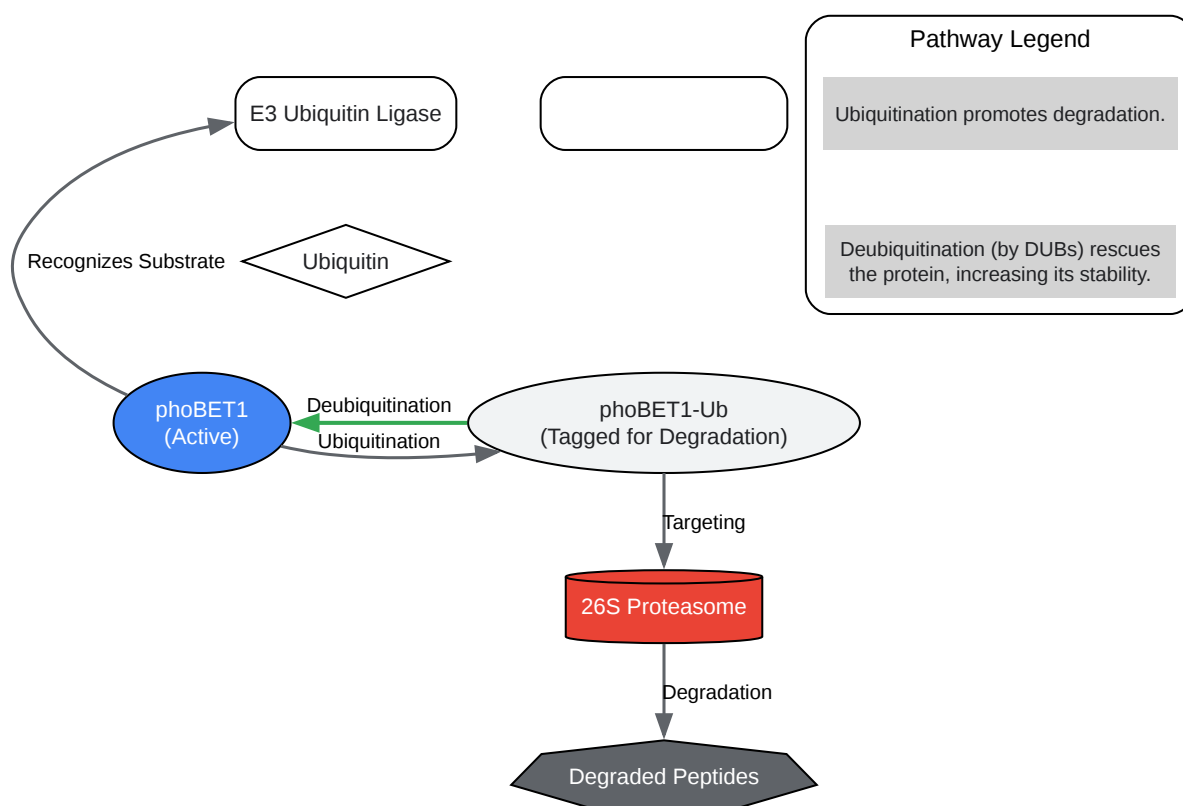 Pathway Legend
E3 Ubiquitin Ligase
Ubiquitination promotes degradation.
Deubiquitination (by DUBs) rescues
the protein, increasing its stability.
Recognizes Substrate
Ubiquitin
phoBET1
(Active)
Deubiquitination
Ubiquitination
phoBET1-Ub
(Tagged for Degradation)
Targeting
26S Proteasome
Degradation
Degraded Peptides